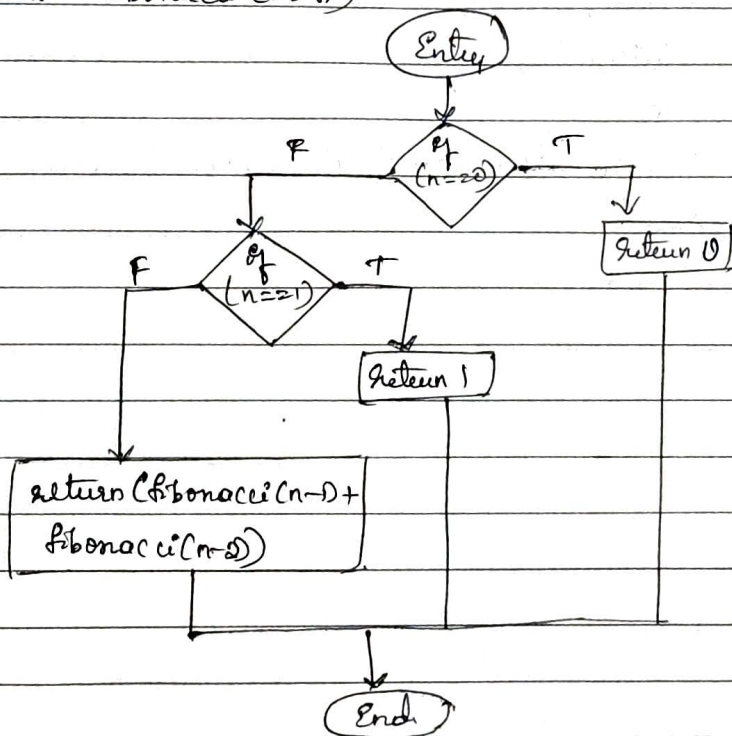 Entry
F
T
if
(n==0)
return 0
F
T
if
(n==1)
return 1
return (fibonacci(n-1)+
fibonacci(n-2))
End